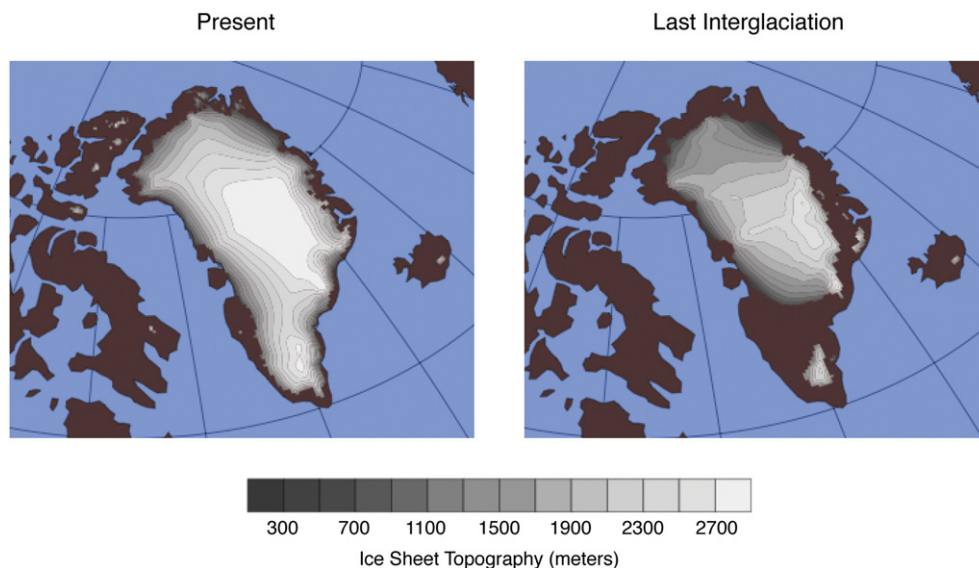 Present
Last Interglaciation
300 700 1100 1500 1900 2300 2700
Ice Sheet Topography (meters)